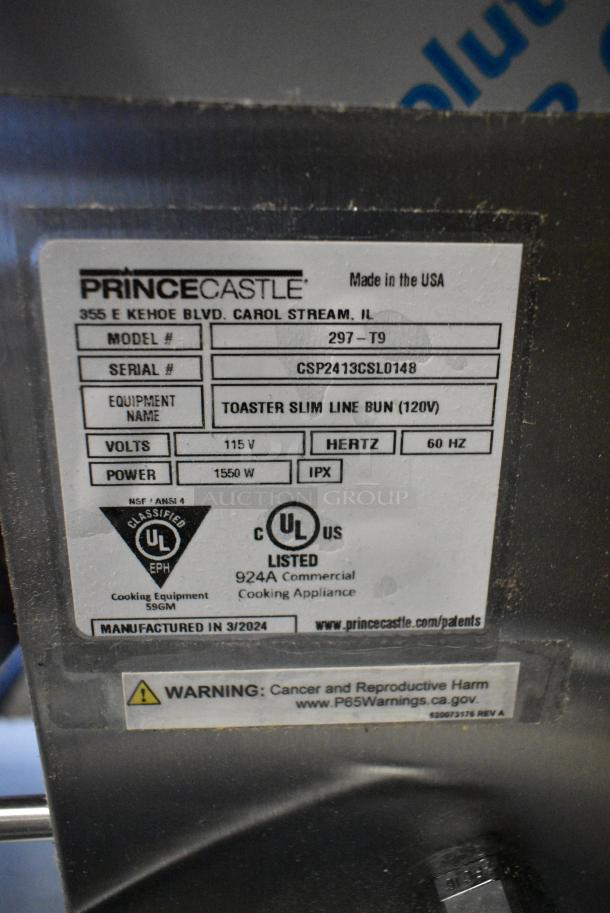 PRINCECASTLE
Made in the USA
355 E KEHOE BLVD. CAROL STREAM, IL
MODEL # 297-T9
SERIAL # CSP2413CSL0148
EQUIPMENT NAME TOASTER SLIM LINE BUN (120V)
VOLTS 115 V HERTZ 60 HZ
POWER 1550 W IPX
AUCTION GROUP
NSF / ANSI 4
CLASSIFIED
UL
EPH
Cooking Equipment
59GM
C UL US
LISTED
924A Commercial
Cooking Appliance
MANUFACTURED IN 3/2024
www.princecastle.com/patents
WARNING: Cancer and Reproductive Harm
www.P65Warnings.ca.gov.
520073176 REV A